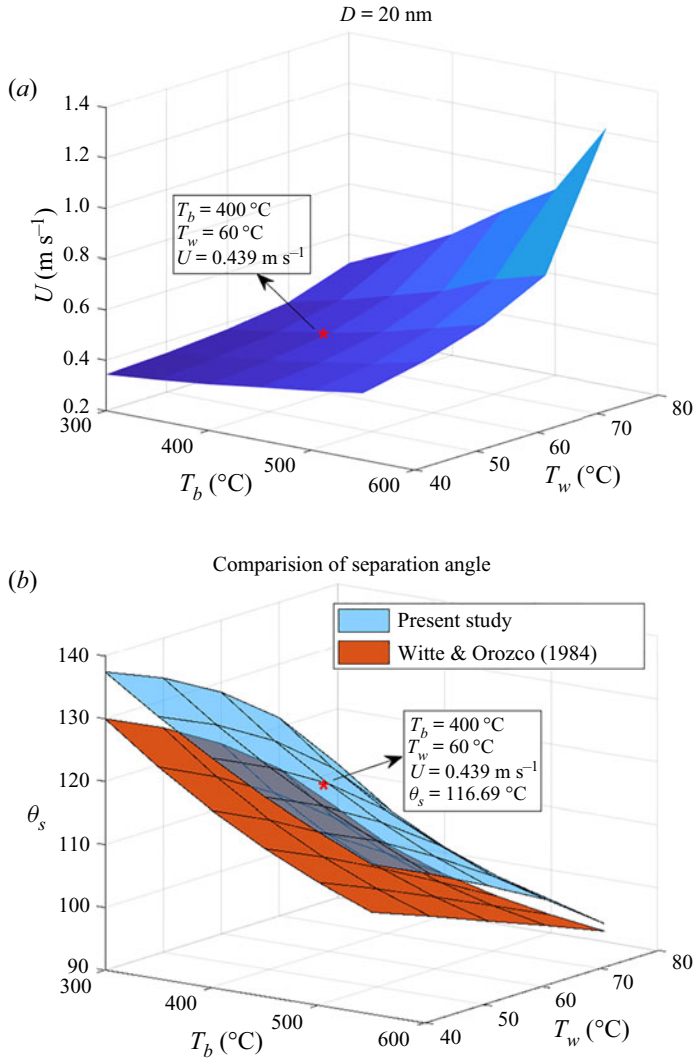 D = 20 nm
(a)
1.4
1.2
1.0
0.8
0.6
0.4
0.2
U (m s⁻¹)
T_b = 400 °C
T_w = 60 °C
U = 0.439 m s⁻¹
300
400
500
600
T_b (°C)
40
50
60
70
80
T_w (°C)
Comparision of separation angle
(b)
Present study
Witte & Orozco (1984)
140
130
120
110
100
90
θ_s
T_b = 400 °C
T_w = 60 °C
U = 0.439 m s⁻¹
θ_s = 116.69 °C
300
400
500
600
T_b (°C)
40
50
60
70
80
T_w (°C)